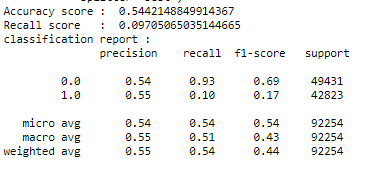 Accuracy score :  0.5442148849914367
Recall score   :  0.09705065035144665
classification report :
              precision    recall  f1-score   support

         0.0       0.54      0.93      0.69     49431
         1.0       0.55      0.10      0.17     42823

   micro avg       0.54      0.54      0.54     92254
   macro avg       0.55      0.51      0.43     92254
weighted avg       0.55      0.54      0.44     92254